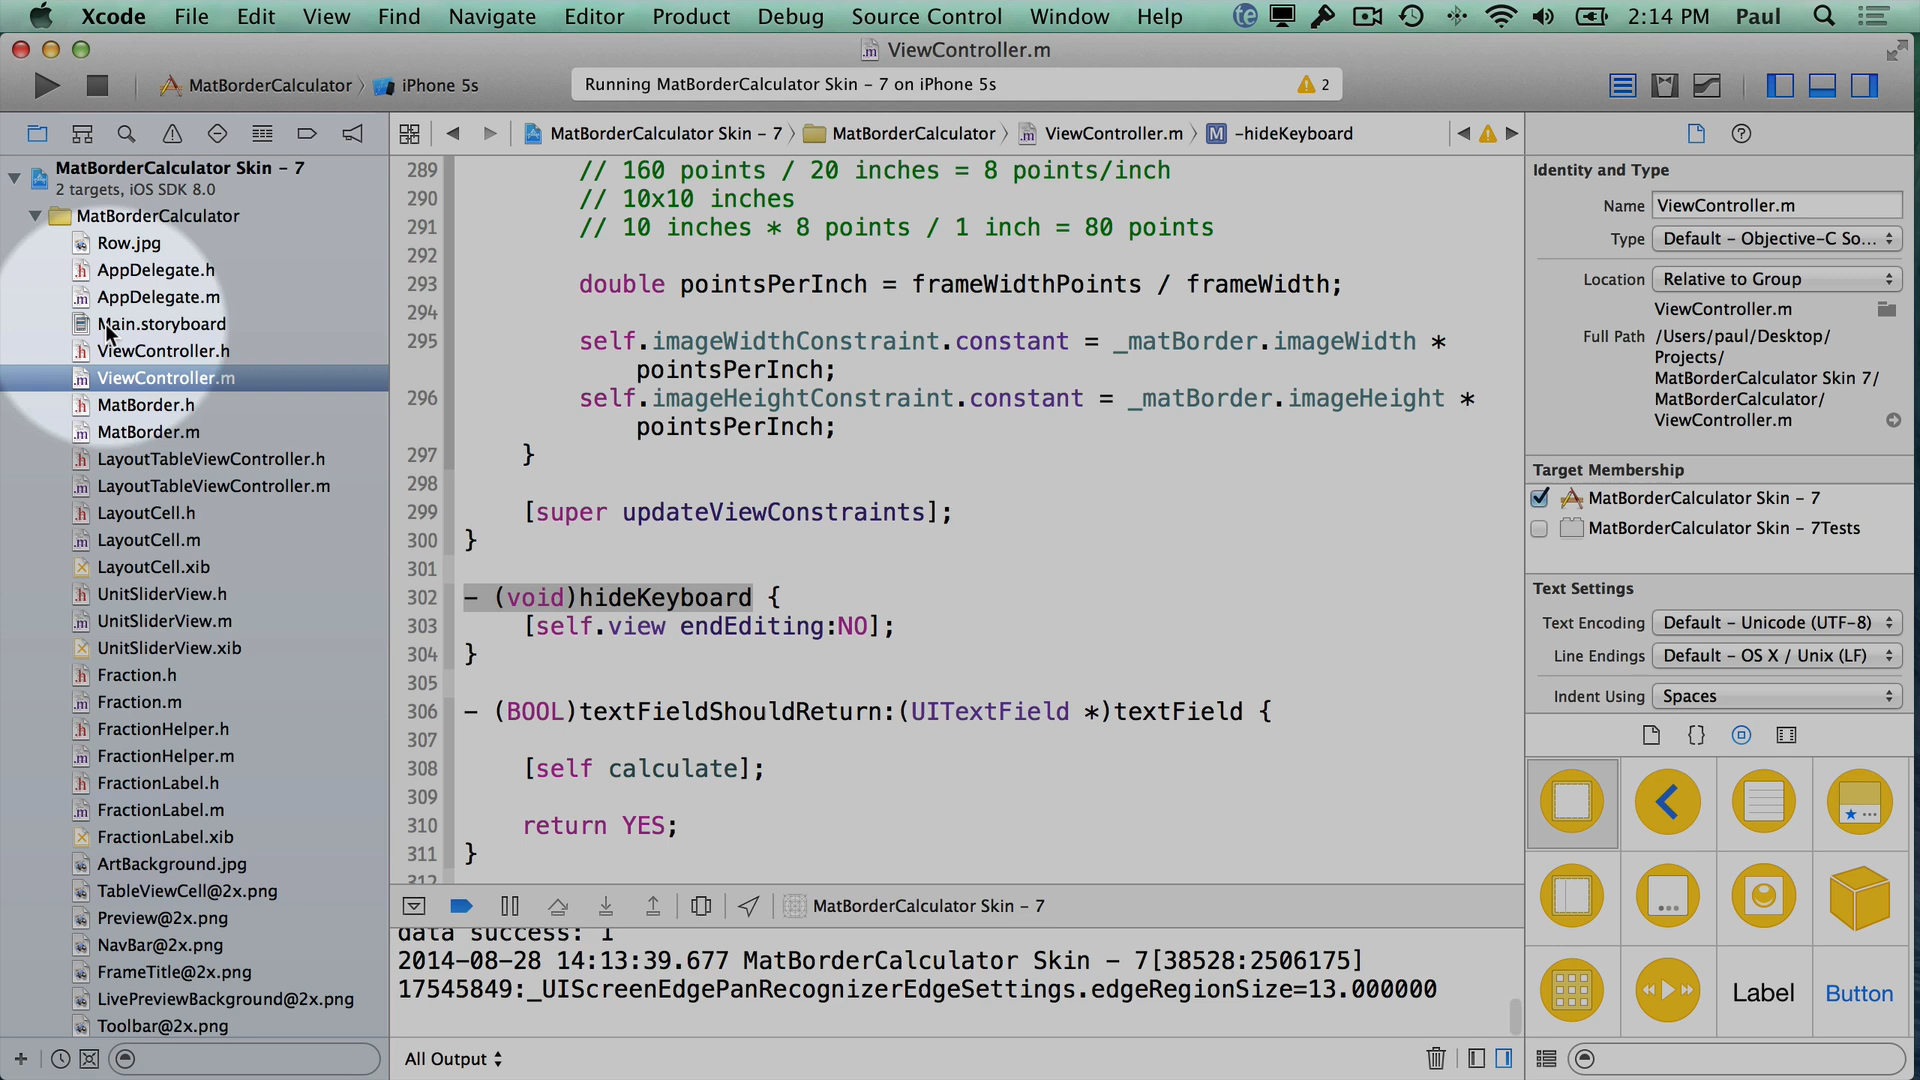 Xcode File Edit View Find Navigate Editor Product Debug Source Control Window Help te 2:14 PM Paul
ViewController.m
MatBorderCalculator iPhone 5s
Running MatBorderCalculator Skin – 7 on iPhone 5s 2
MatBorderCalculator Skin – 7 MatBorderCalculator ViewController.m M –hideKeyboard
MatBorderCalculator Skin – 7
2 targets, iOS SDK 8.0
MatBorderCalculator
Row.jpg
AppDelegate.h
AppDelegate.m
Main.storyboard
ViewController.h
ViewController.m
MatBorder.h
MatBorder.m
LayoutTableViewController.h
LayoutTableViewController.m
LayoutCell.h
LayoutCell.m
LayoutCell.xib
UnitSliderView.h
UnitSliderView.m
UnitSliderView.xib
Fraction.h
Fraction.m
FractionHelper.h
FractionHelper.m
FractionLabel.h
FractionLabel.m
FractionLabel.xib
ArtBackground.jpg
TableViewCell@2x.png
Preview@2x.png
NavBar@2x.png
FrameTitle@2x.png
LivePreviewBackground@2x.png
Toolbar@2x.png
289 // 160 points / 20 inches = 8 points/inch
290 // 10x10 inches
291 // 10 inches * 8 points / 1 inch = 80 points
292
293 double pointsPerInch = frameWidthPoints / frameWidth;
294
295 self.imageWidthConstraint.constant = _matBorder.imageWidth *
pointsPerInch;
296 self.imageHeightConstraint.constant = _matBorder.imageHeight *
pointsPerInch;
297 }
298
299 [super updateViewConstraints];
300 }
301
302 - (void)hideKeyboard {
303 [self.view endEditing:NO];
304 }
305
306 - (BOOL)textFieldShouldReturn:(UITextField *)textField {
307
308 [self calculate];
309
310 return YES;
311 }
312
MatBorderCalculator Skin – 7
data success: 1
2014-08-28 14:13:39.677 MatBorderCalculator Skin - 7[38528:2506175]
17545849:_UIScreenEdgePanRecognizerEdgeSettings.edgeRegionSize=13.000000
All Output
Identity and Type
Name ViewController.m
Type Default – Objective-C So...
Location Relative to Group
ViewController.m
Full Path /Users/paul/Desktop/
Projects/
MatBorderCalculator Skin 7/
MatBorderCalculator/
ViewController.m
Target Membership
MatBorderCalculator Skin – 7
MatBorderCalculator Skin – 7Tests
Text Settings
Text Encoding Default – Unicode (UTF-8)
Line Endings Default – OS X / Unix (LF)
Indent Using Spaces
Label Button